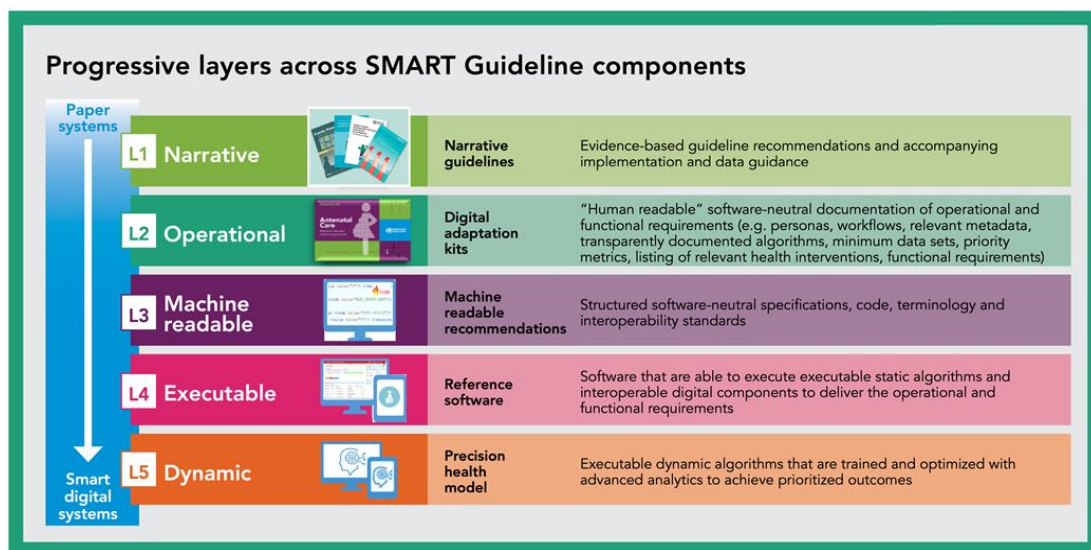 Progressive layers across SMART Guideline components
Paper
systems
L1 Narrative
Narrative
guidelines
Evidence-based guideline recommendations and accompanying
implementation and data guidance
L2 Operational
Antenatal
Care
Digital
adaptation
kits
“Human readable” software-neutral documentation of operational and
functional requirements (e.g. personas, workflows, relevant metadata,
transparently documented algorithms, minimum data sets, priority
metrics, listing of relevant health interventions, functional requirements)
L3 Machine
readable
Machine
readable
recommendations
Structured software-neutral specifications, code, terminology and
interoperability standards
L4 Executable
Reference
software
Software that are able to execute executable static algorithms and
interoperable digital components to deliver the operational and
functional requirements
L5 Dynamic
Precision
health
model
Executable dynamic algorithms that are trained and optimized with
advanced analytics to achieve prioritized outcomes
Smart
digital
systems